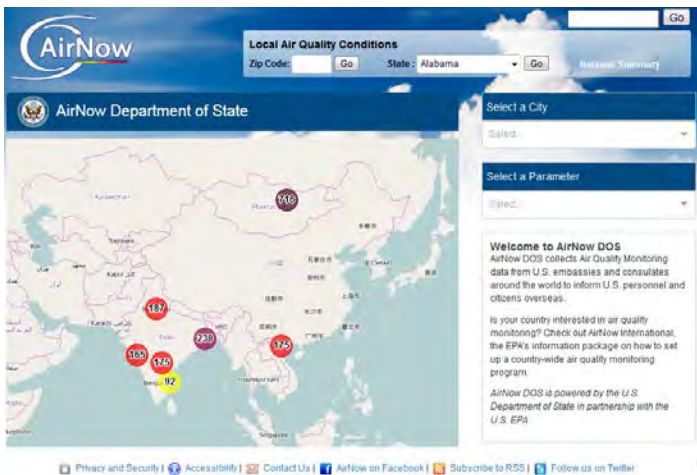 Go
AirNow
Local Air Quality Conditions
Zip Code: Go State: Alabama Go National Summary
AirNow Department of State
Select a City
Select...
Select a Parameter
Select...
716
187
238
165
175
175
92
Singapore
Welcome to AirNow DOS
AirNow DOS collects Air Quality Monitoring
data from U.S. embassies and consulates
around the world to inform U.S. personnel and
citizens overseas.
Is your country interested in air quality
monitoring? Check out AirNow International,
the EPA's information package on how to set
up a country-wide air quality monitoring
program.
AirNow DOS is powered by the U.S.
Department of State in partnership with the
U.S. EPA
Privacy and Security | Accessibility | Contact Us | AirNow on Facebook | Subscribe to RSS | Follow us on Twitter